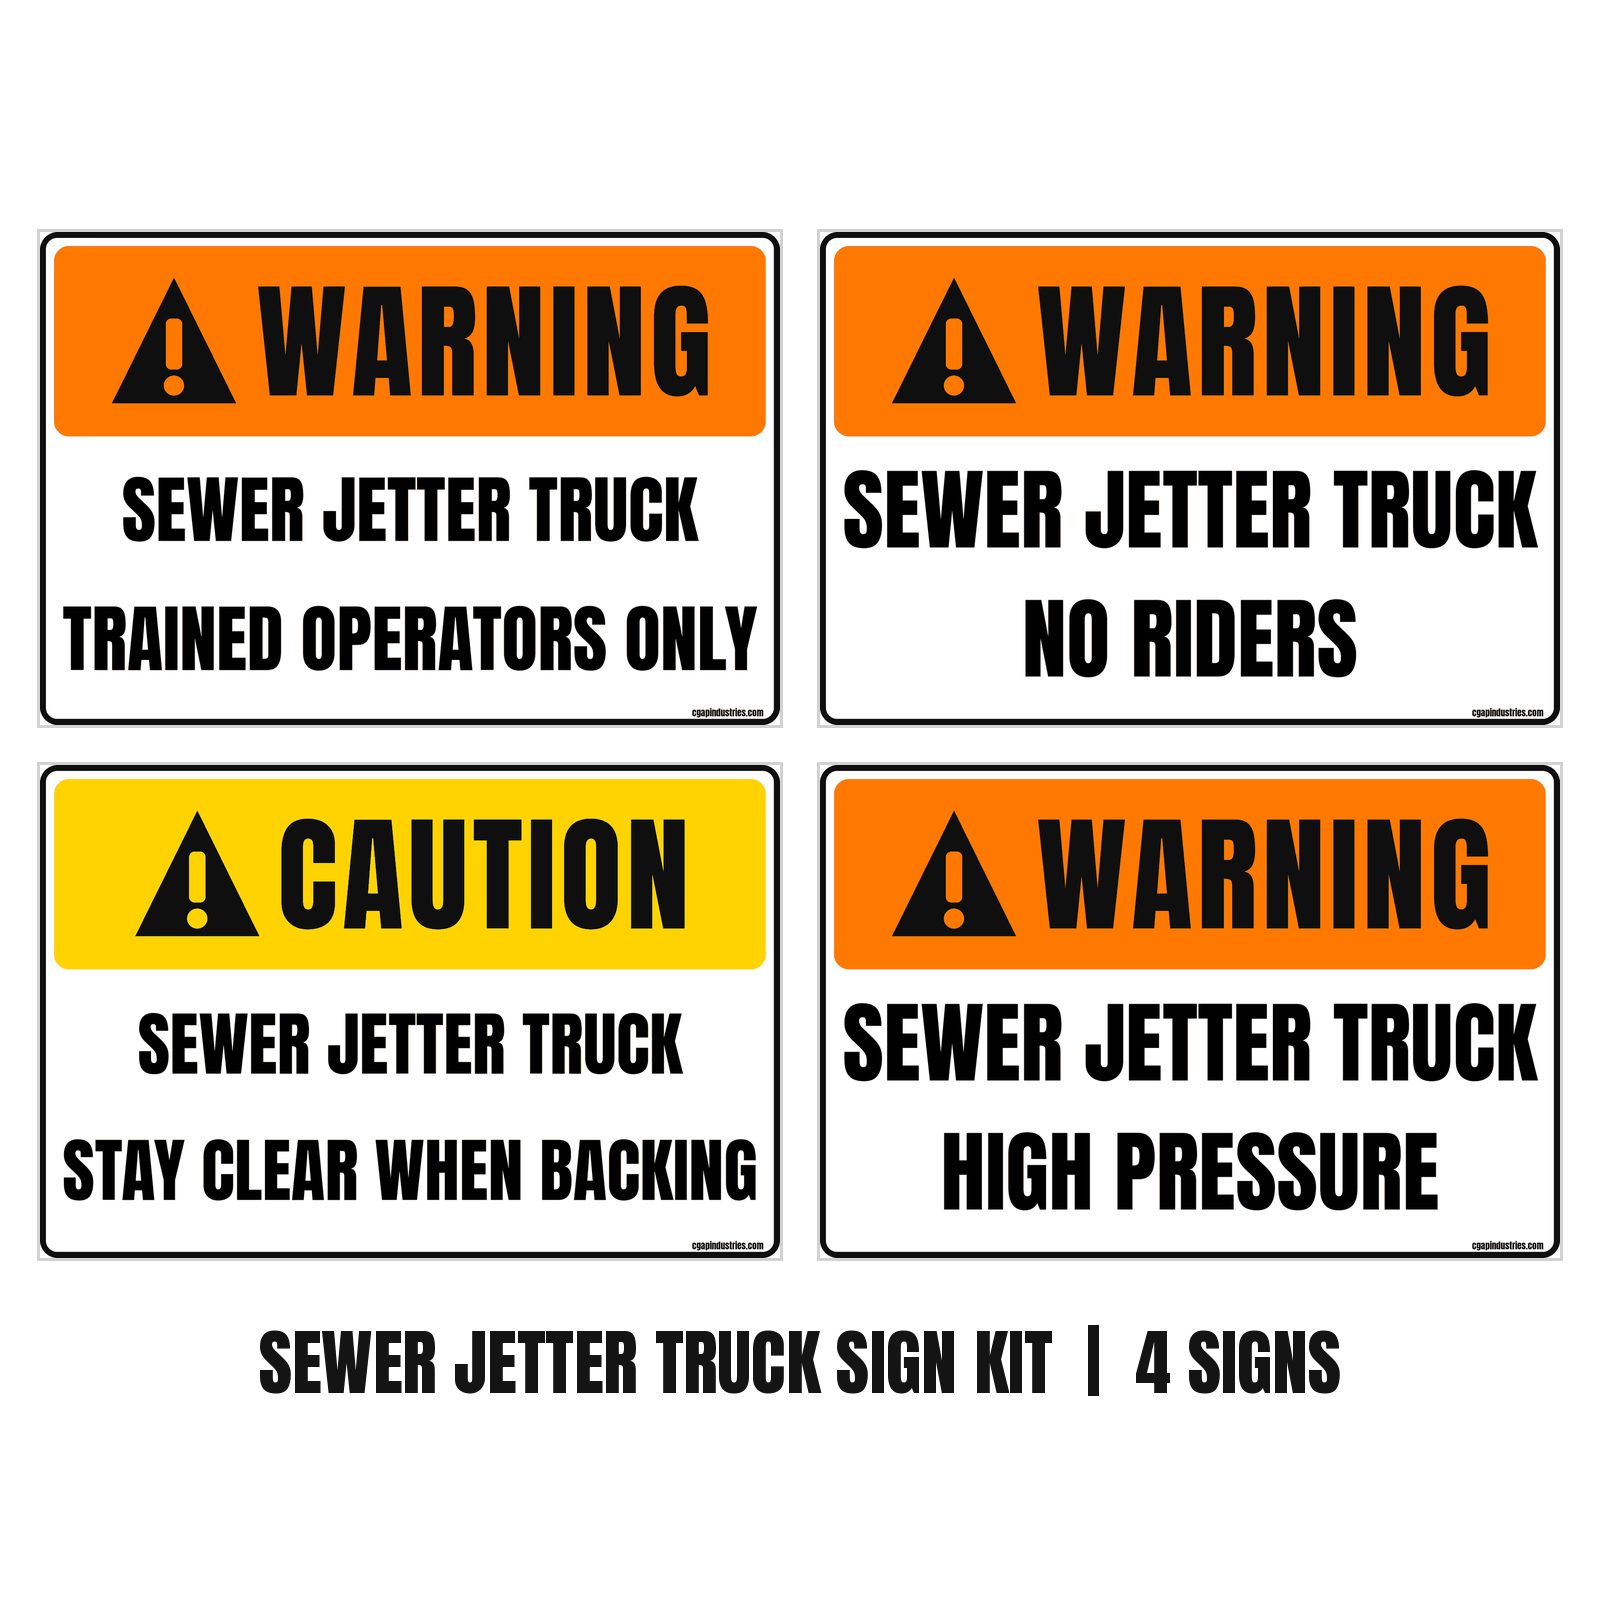 WARNING
SEWER JETTER TRUCK
TRAINED OPERATORS ONLY
cgapindustries.com
WARNING
SEWER JETTER TRUCK
NO RIDERS
cgapindustries.com
CAUTION
SEWER JETTER TRUCK
STAY CLEAR WHEN BACKING
cgapindustries.com
WARNING
SEWER JETTER TRUCK
HIGH PRESSURE
cgapindustries.com
SEWER JETTER TRUCK SIGN KIT | 4 SIGNS